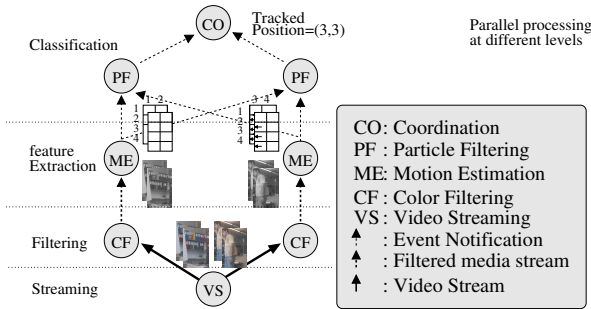 CO
Tracked
Position=(3,3)
Parallel processing
at different levels
Classification
PF
PF
1 2
3 4
1
2
3
4
1
2
3
4
feature
Extraction
ME
ME
Filtering
CF
CF
Streaming
VS
CO: Coordination
PF : Particle Filtering
ME: Motion Estimation
CF: Color Filtering
VS: Video Streaming
: Event Notification
: Filtered media stream
: Video Stream